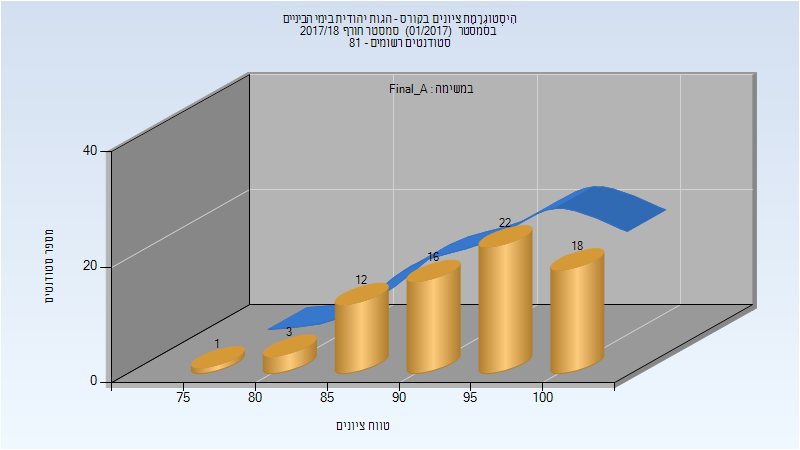 היסטוגרמת ציונים בקורס - הגות יהודית בימי הביניים
בסמסטר (01/2017) סמסטר חורף 2017/18
סטודנטים רשומים - 81
במשימה : Final_A
מספר סטודנטים
40
20
0
1
3
12
16
22
18
75
80
85
90
95
100
טווח ציונים